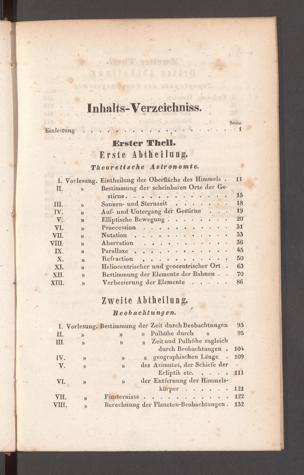 Inhalts-Verzeichniss.
Seite.
Einleitung . . . . . . . . . . . . . . 1
Erster Theil.
Erste Abtheilung.
Theoretische Astronomie.
I. Vorlesung. Eintheilung der Oberfläche des Himmels . 11
II. » Bestimmung der scheinbaren Orte der Ge-
stirne . . . . . . . . . 15
III. » Sonnen- und Sternzeit . . . . . . 18
IV. » Auf- und Untergang der Gestirne . . . 19
V. » Elliptische Bewegung . . . . . . 20
VI. » Praecession . . . . . . . . 31
VII. » Nutation . . . . . . . . . 33
VIII. » Aberration . . . . . . . . 36
IX. » Parallaxe . . . . . . . . 45
X. » Refraction . . . . . . . . 50
XI. » Heliocentrischer und geocentrischer Ort . 65
XII. » Bestimmung der Elemente der Bahnen . 70
XIII. » Verbesserung der Elemente . . . . 86
Zweite Abtheilung.
Beobachtungen.
I. Vorlesung. Bestimmung der Zeit durch Beobachtungen 95
II. » » » Polhöhe durch » 95
III. » » » Zeit und Polhöhe zugleich
durch Beobachtungen . 104
IV. » » » geographischen Länge . 109
V. » » des Azimutes, der Schiefe der
Ecliptik etc. . . . . . 111
VI. » » der Entfernung der Himmels-
körper . . . . . . 121
VII. » Finsternisse . . . . . . . . 122
VIII. » Berechnung der Planeten-Beobachtungen . 132